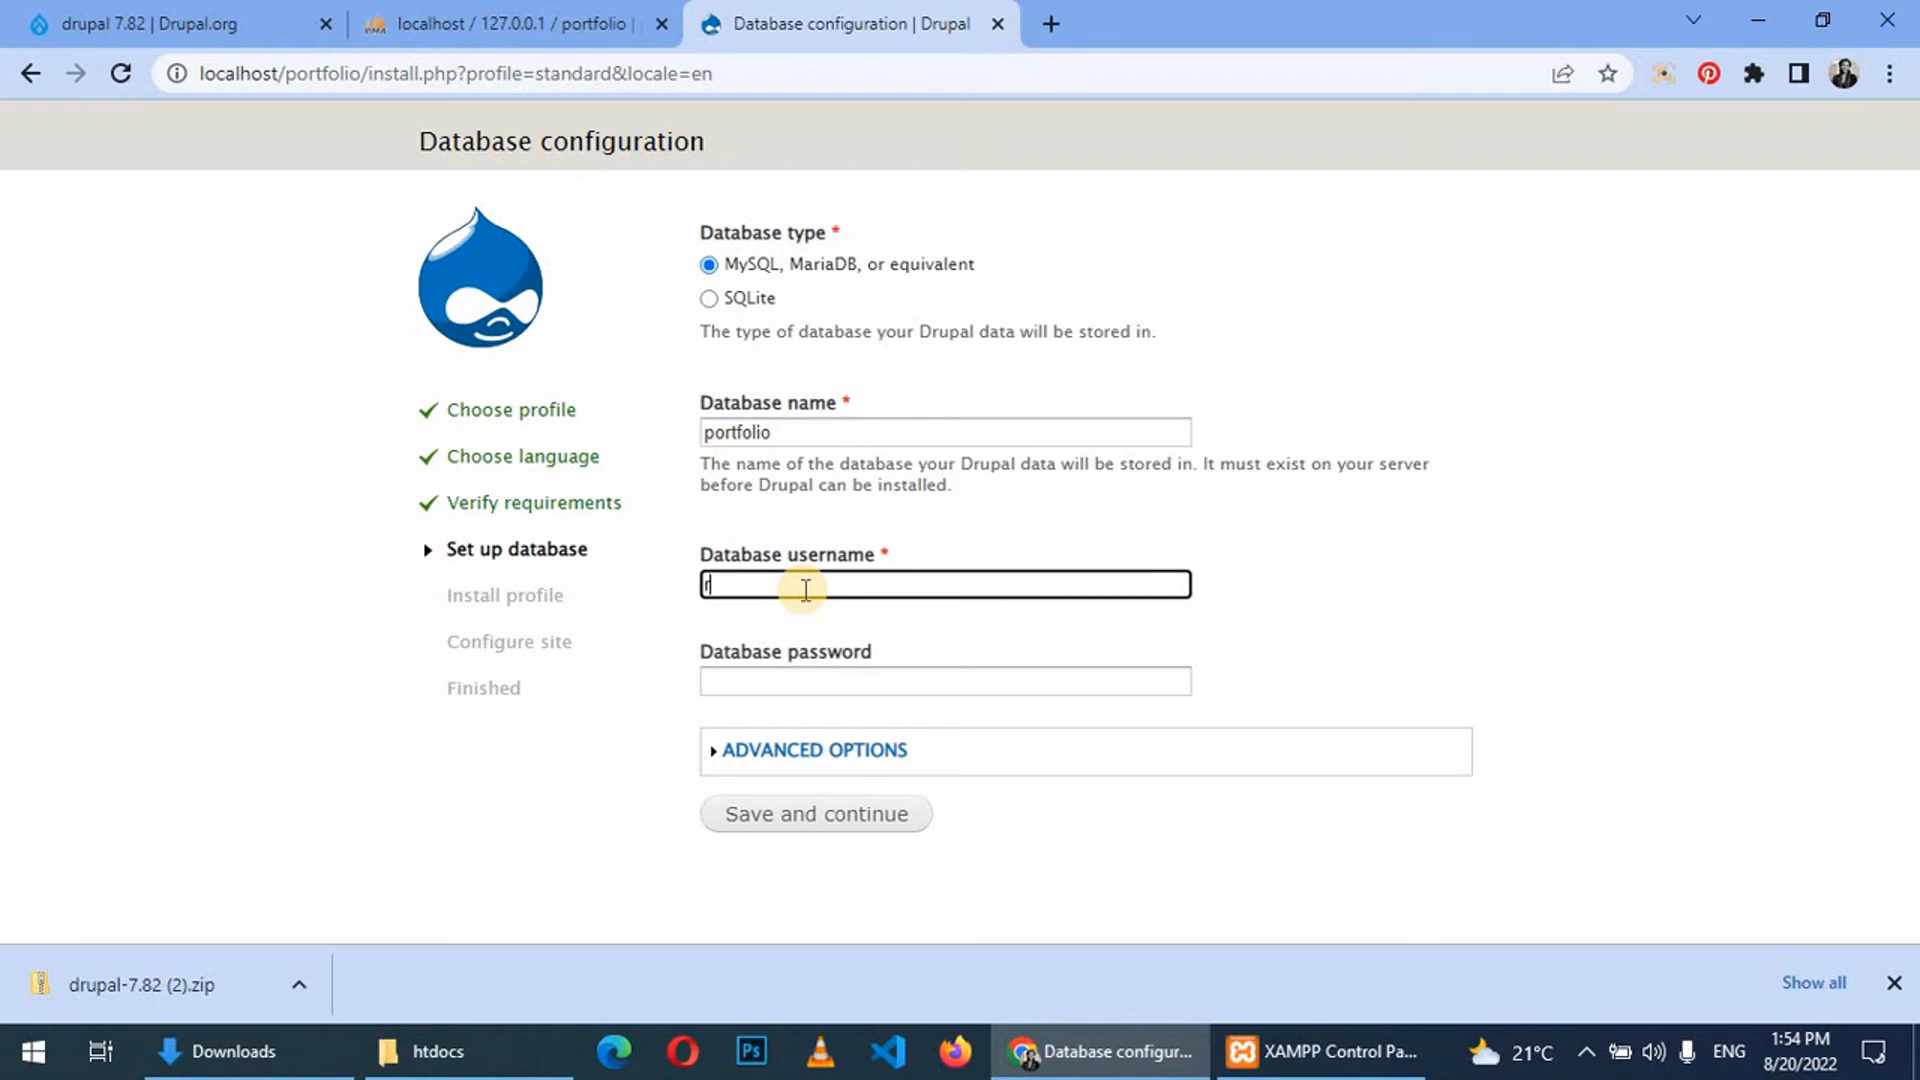 drupal 7.82 | Drupal.org
localhost / 127.0.0.1 / portfolio |
Database configuration | Drupal
localhost/portfolio/install.php?profile=standard&locale=en
Database configuration
Choose profile
Choose language
Verify requirements
Set up database
Install profile
Configure site
Finished
Database type *
MySQL, MariaDB, or equivalent
SQLite
The type of database your Drupal data will be stored in.
Database name *
portfolio
The name of the database your Drupal data will be stored in. It must exist on your server
before Drupal can be installed.
Database username *
r
Database password
ADVANCED OPTIONS
Save and continue
drupal-7.82 (2).zip
Show all
Downloads
htdocs
Ps
Database configur...
XAMPP Control Pa...
21°C
ENG
1:54 PM
8/20/2022